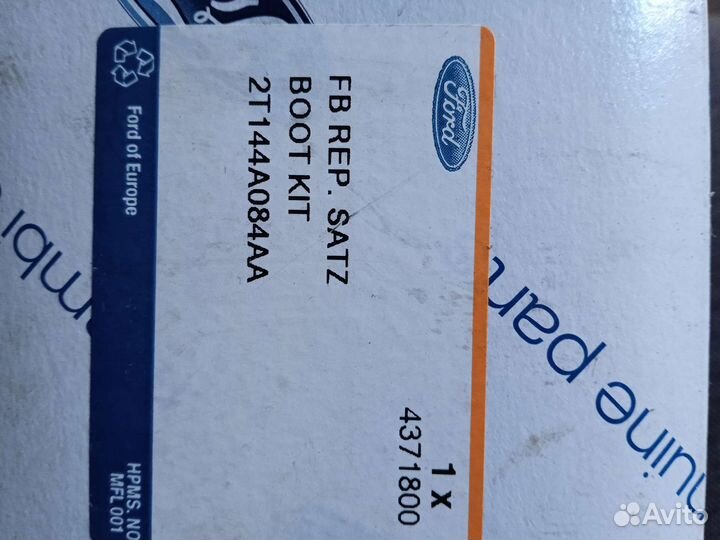 Ford
1 x
4371800
FB REP. SATZ
BOOT KIT
2T144A084AA
Ford of Europe
HPMS. NO
MFL 001
uine part
mbi
Avito